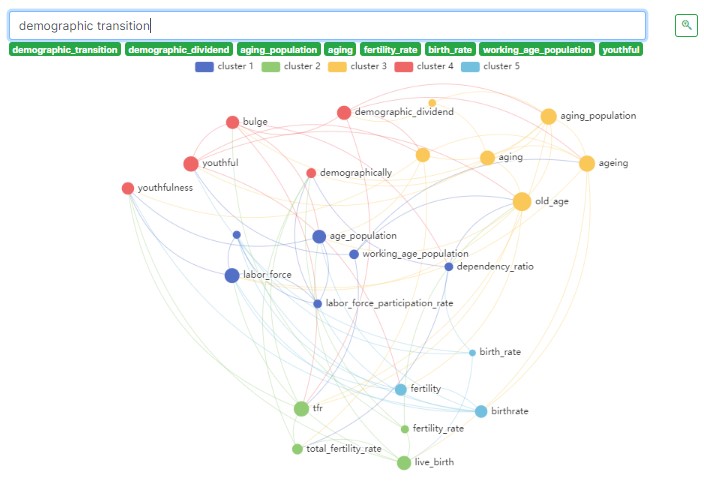 demographic transition
demographic_transition demographic_dividend aging_population aging fertility_rate birth_rate working_age_population youthful
cluster 1 cluster 2 cluster 3 cluster 4 cluster 5
demographic_dividend
aging_population
bulge
aging
youthful
ageing
demographically
youthfulness
old_age
age_population
working_age_population
dependency_ratio
labor_force
labor_force_participation_rate
birth_rate
fertility
tfr
birthrate
fertility_rate
total_fertility_rate
live_birth